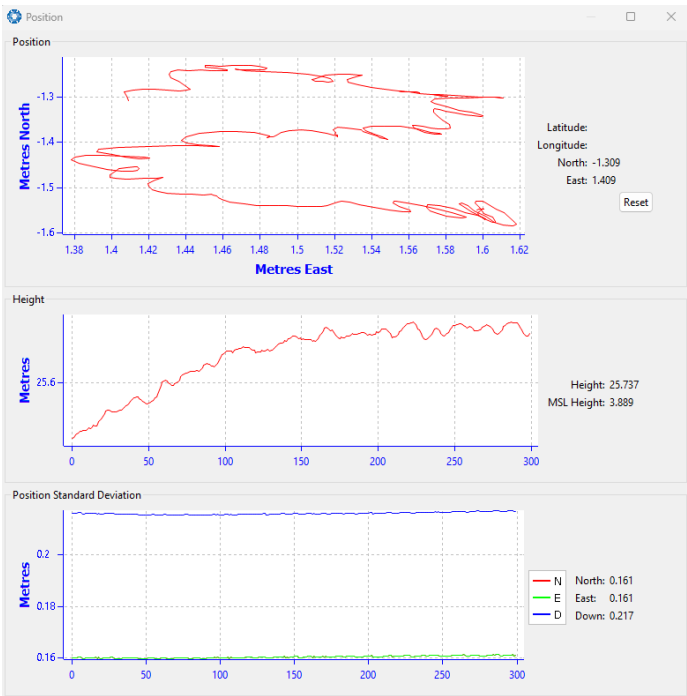 Position
Position
Metres North
-1.3
-1.4
-1.5
-1.6
1.38 1.4 1.42 1.44 1.46 1.48 1.5 1.52 1.54 1.56 1.58 1.6 1.62
Metres East
Latitude:
Longitude:
North: -1.309
East: 1.409
Reset
Height
Metres
25.6
0 50 100 150 200 250 300
Height: 25.737
MSL Height: 3.889
Position Standard Deviation
Metres
0.2
0.18
0.16
0 50 100 150 200 250 300
N North: 0.161
E East: 0.161
D Down: 0.217